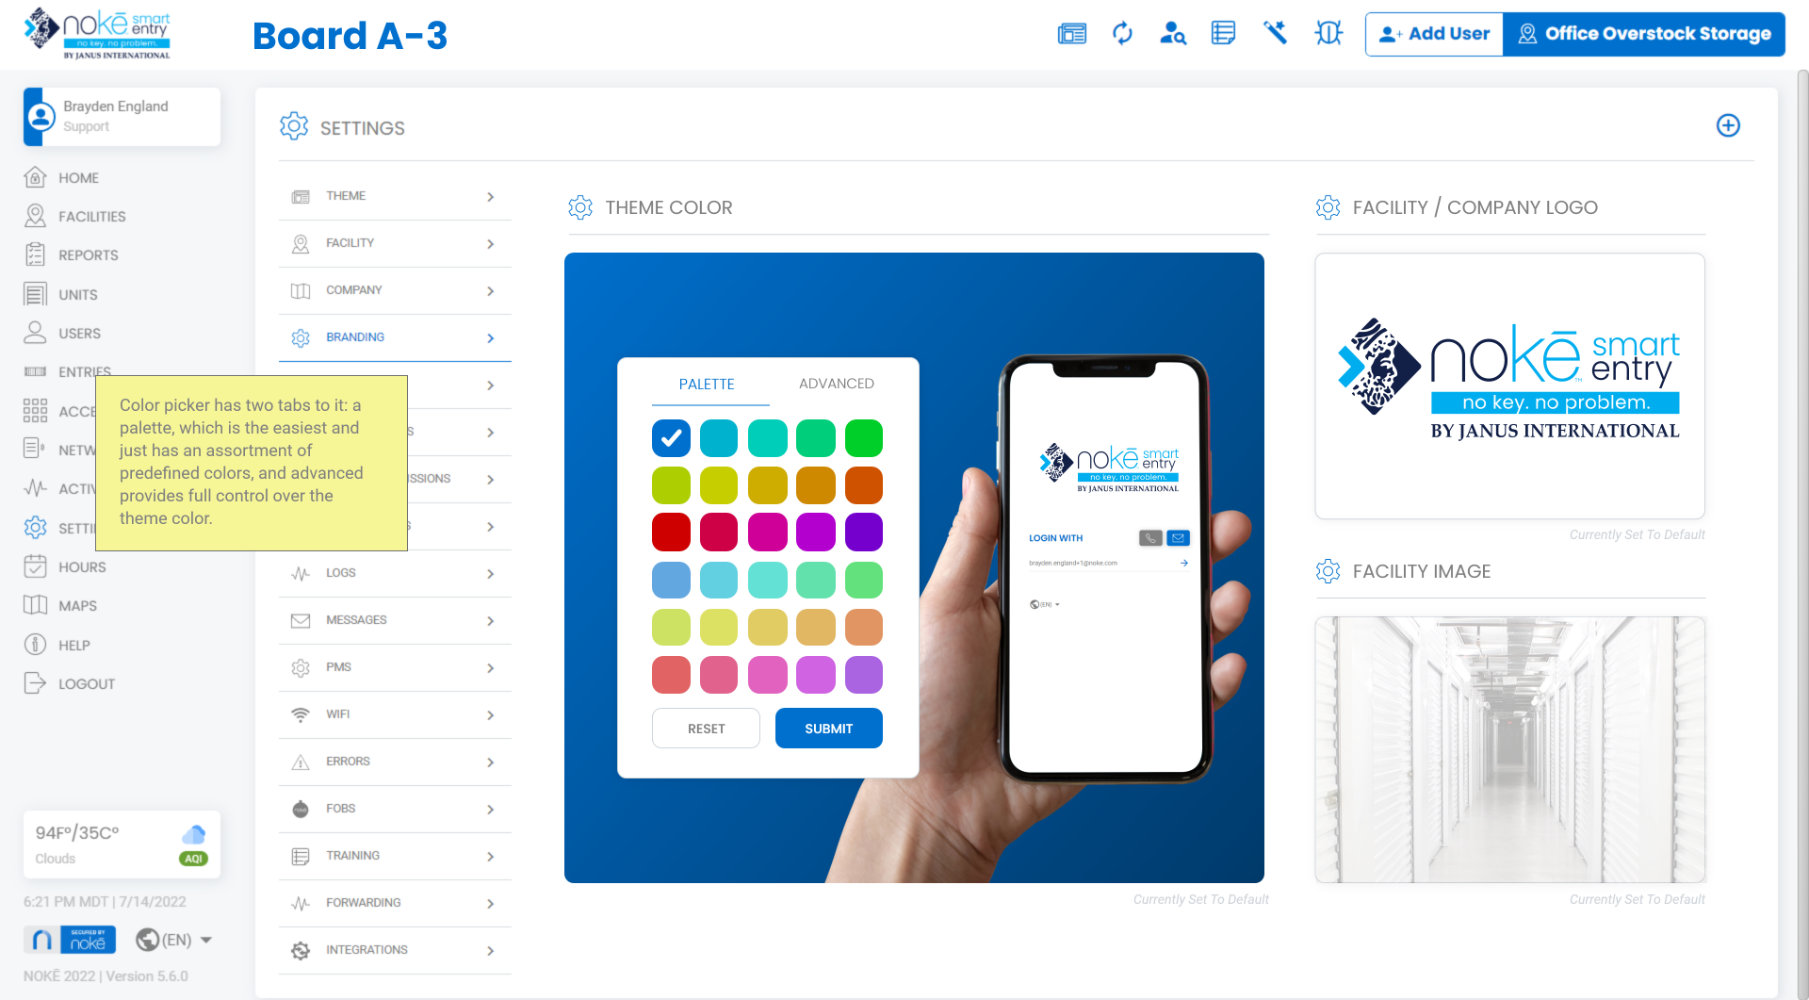 nokē smart entry
no key. no problem.
BY JANUS INTERNATIONAL
Board A-3
Add User
Office Overstock Storage
Brayden England
Support
HOME
FACILITIES
REPORTS
UNITS
USERS
ENTRIES
ACCE
NETW
ACTIV
SETTI
HOURS
MAPS
HELP
LOGOUT
Color picker has two tabs to it: a
palette, which is the easiest and
just has an assortment of
predefined colors, and advanced
provides full control over the
theme color.
94F°/35C°
Clouds
AQI
6:21 PM MDT | 7/14/2022
SECURED BY
nokē
(EN)
NOKĒ 2022 | Version 5.6.0
SETTINGS
THEME
FACILITY
COMPANY
BRANDING
S
ISSIONS
LOGS
MESSAGES
PMS
WIFI
ERRORS
FOBS
TRAINING
FORWARDING
INTEGRATIONS
THEME COLOR
PALETTE
ADVANCED
RESET
SUBMIT
nokē smart entry
no key. no problem.
BY JANUS INTERNATIONAL
LOGIN WITH
brayden.england+1@noke.com
(EN)
Currently Set To Default
FACILITY / COMPANY LOGO
nokē smart entry
no key. no problem.
BY JANUS INTERNATIONAL
Currently Set To Default
FACILITY IMAGE
Currently Set To Default